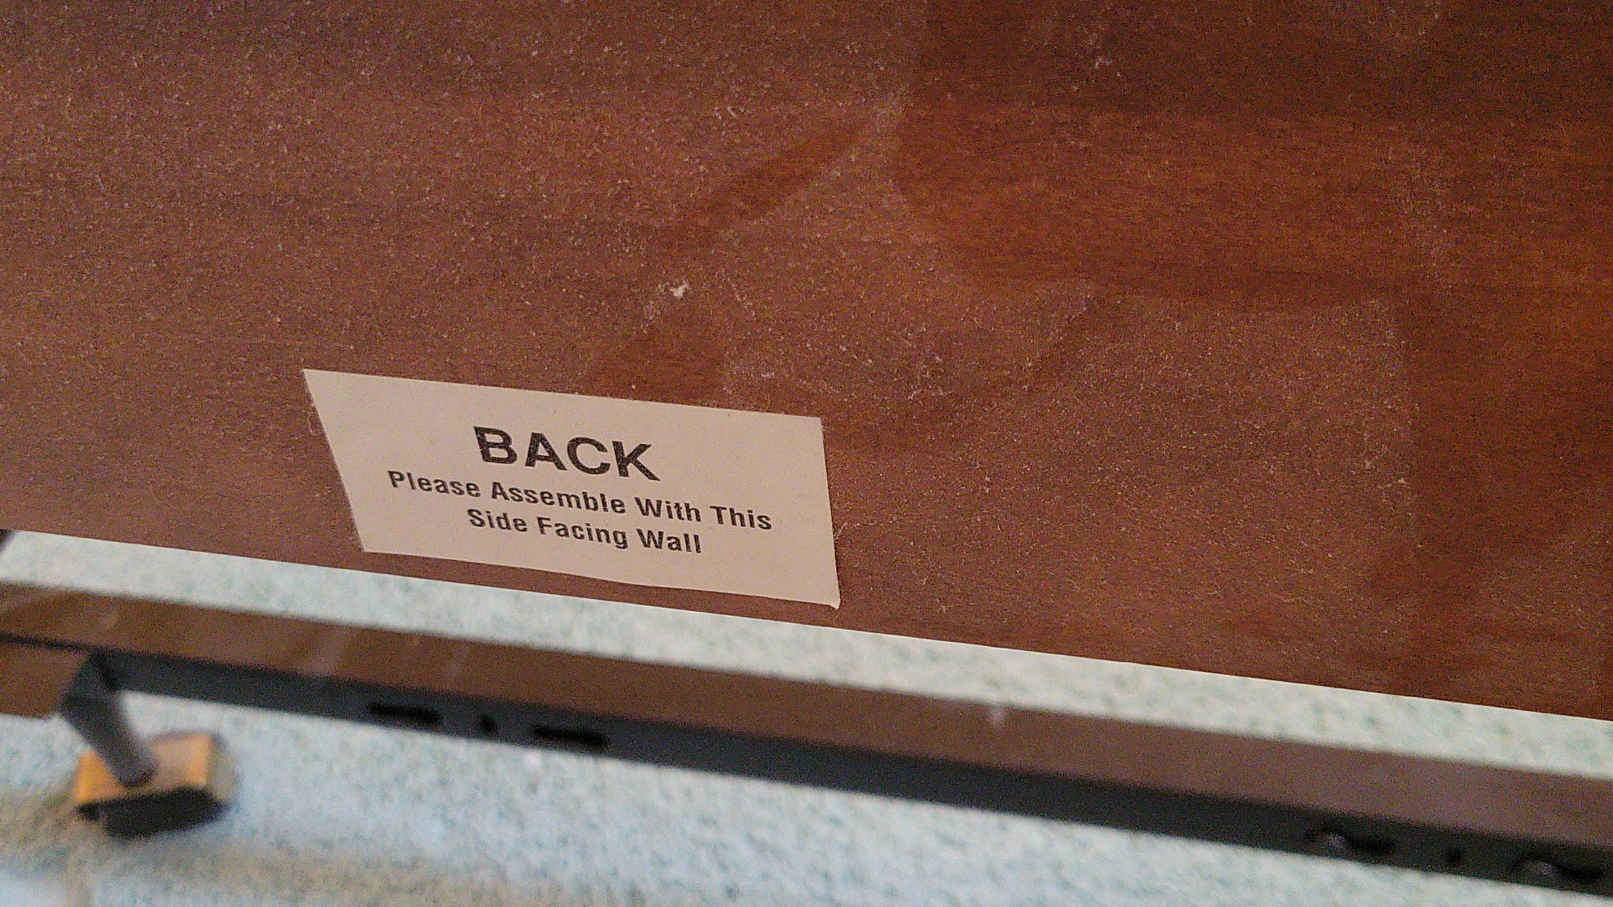 BACK
Please Assemble With This
Side Facing Wall